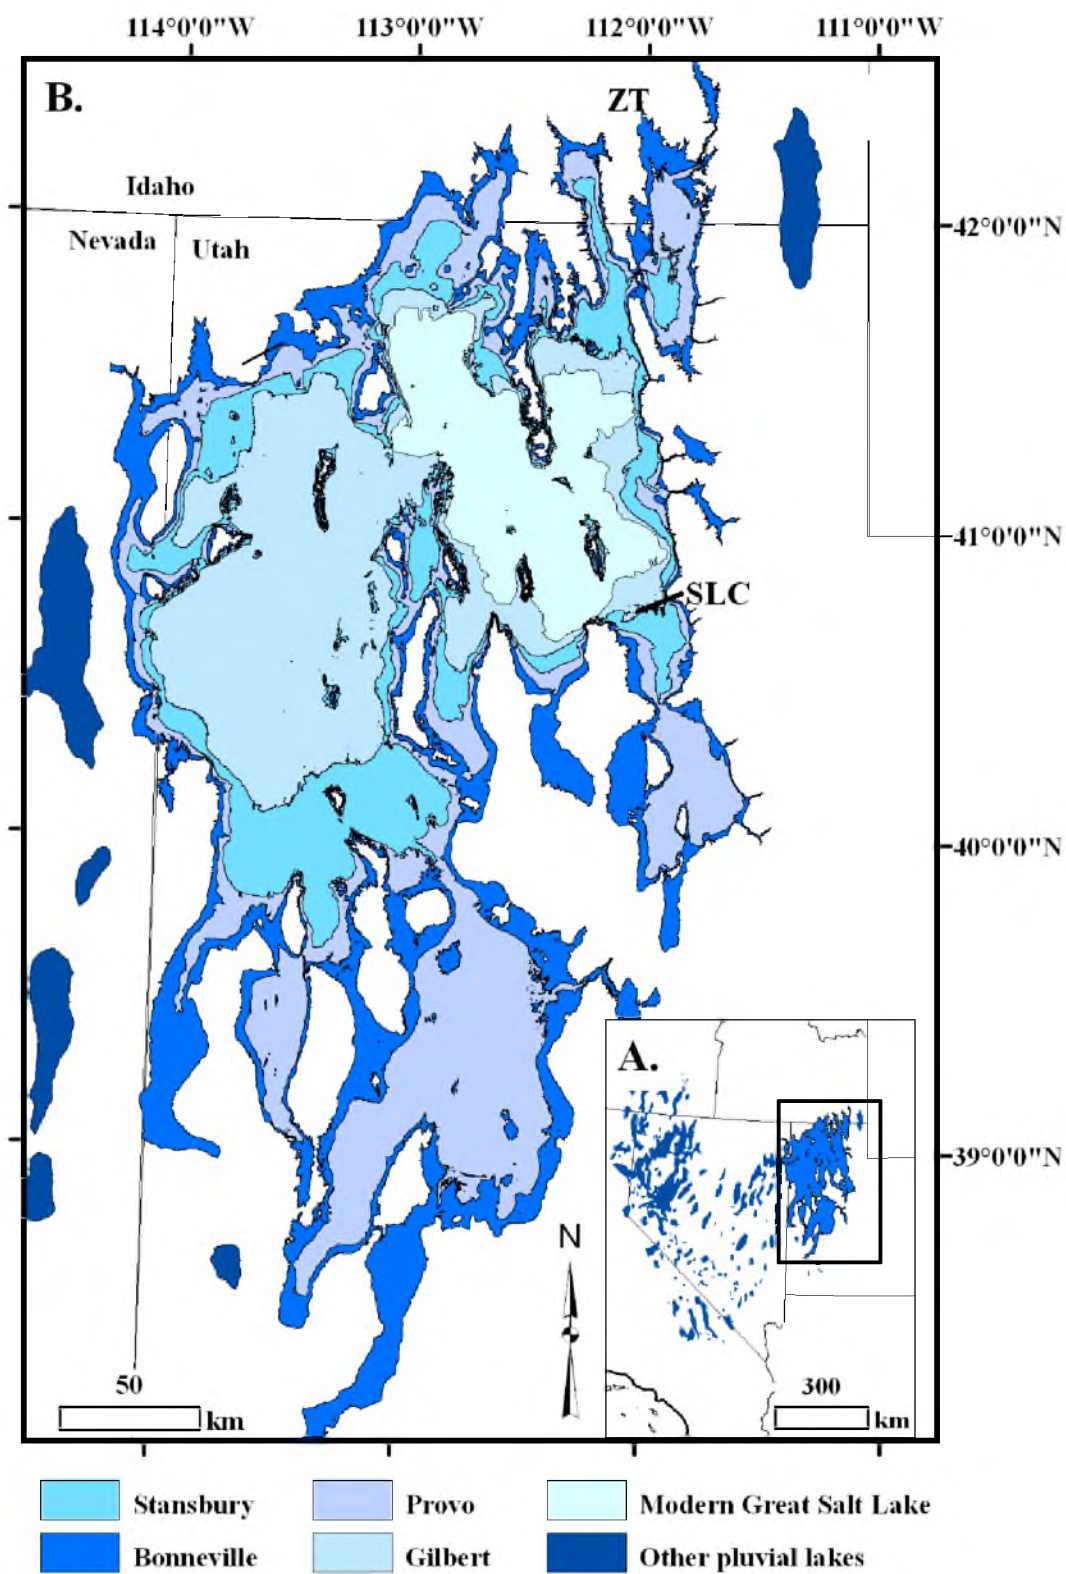 114°0'0"W 113°0'0"W 112°0'0"W 111°0'0"W
B.
ZT
Idaho
Nevada
Utah
42°0'0"N
41°0'0"N
SLC
40°0'0"N
A.
39°0'0"N
N
50
km
300
km
Stansbury
Provo
Modern Great Salt Lake
Bonneville
Gilbert
Other pluvial lakes